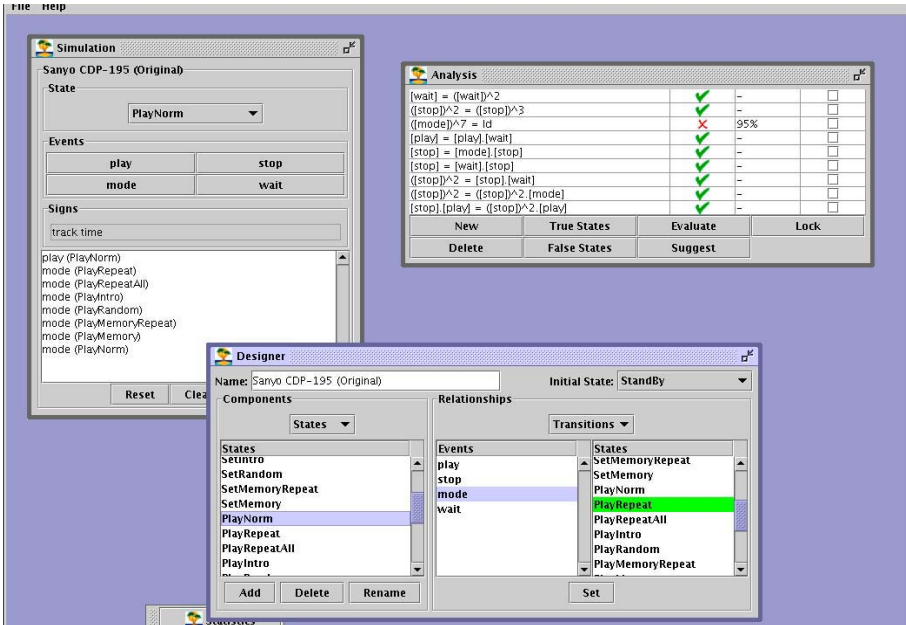 File Help
Simulation
Sanyo CDP-195 (Original)
State
PlayNorm
Events
play stop
mode wait
Signs
track time
play (PlayNorm)
mode (PlayRepeat)
mode (PlayRepeatAll)
mode (PlayIntro)
mode (PlayRandom)
mode (PlayMemoryRepeat)
mode (PlayMemory)
mode (PlayNorm)
Reset Clea
Analysis
[wait] = ([wait])^2 –
([stop])^2 = ([stop])^3 –
([mode])^7 = Id 95%
[play] = [play].[wait] –
[stop] = [mode].[stop] –
[stop] = [wait].[stop] –
([stop])^2 = [stop].[wait] –
([stop])^2 = ([stop])^2.[mode] –
[stop].[play] = ([stop])^2.[play] –
New True States Evaluate Lock
Delete False States Suggest
Designer
Name: Sanyo CDP-195 (Original) Initial State: StandBy
Components
States
States
SetIntro
SetRandom
SetMemoryRepeat
SetMemory
PlayNorm
PlayRepeat
PlayRepeatAll
PlayIntro
Add Delete Rename
Relationships
Transitions
Events
play
stop
mode
wait
States
SetMemoryRepeat
SetMemory
PlayNorm
PlayRepeat
PlayRepeatAll
PlayIntro
PlayRandom
PlayMemoryRepeat
Set
Statistics